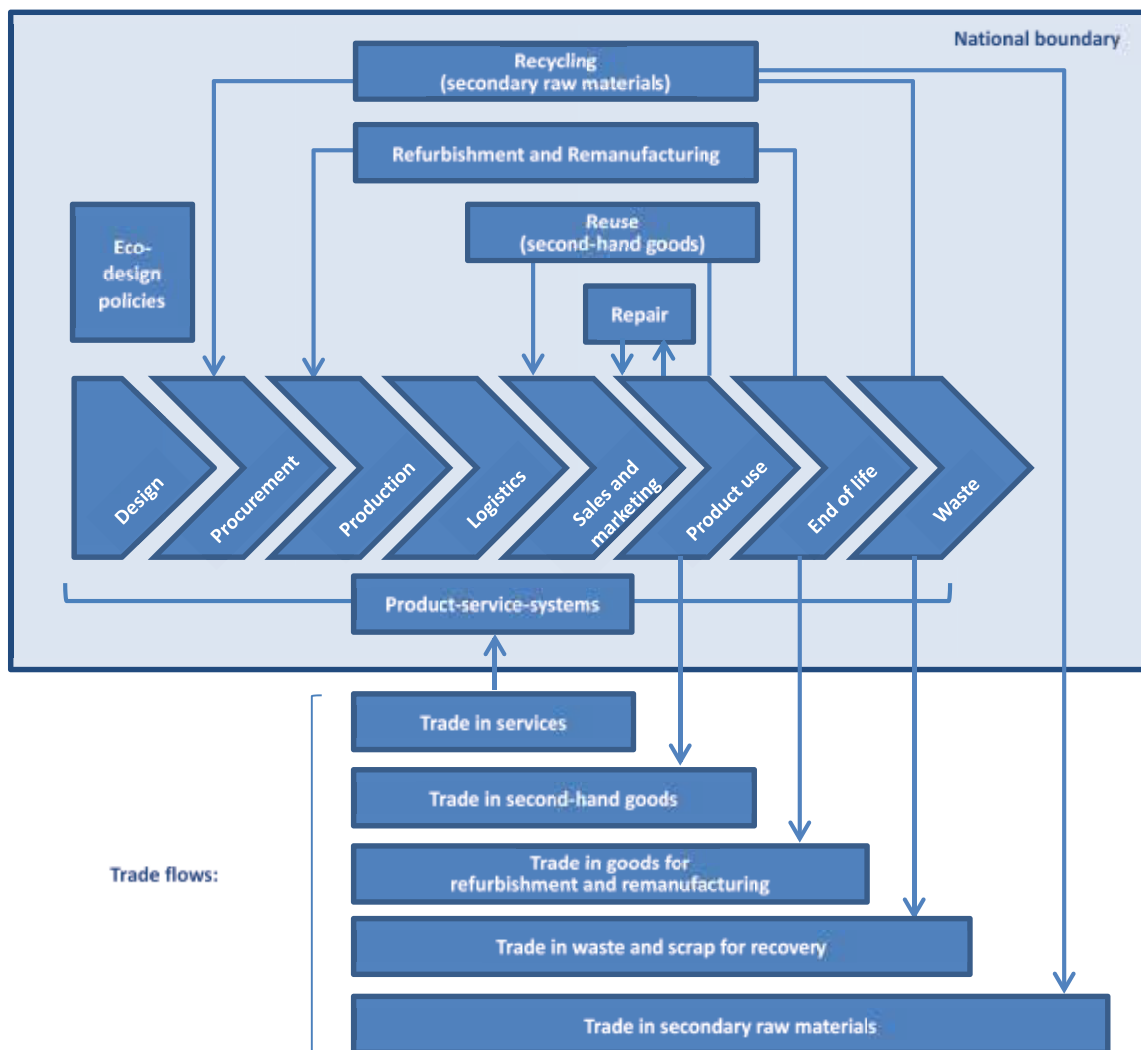 National boundary
Recycling
(secondary raw materials)
Refurbishment and Remanufacturing
Reuse
(second-hand goods)
Eco-
design
policies
Repair
Design
Procurement
Production
Logistics
Sales and
marketing
Product use
End of life
Waste
Product-service-systems
Trade in services
Trade in second-hand goods
Trade flows:
Trade in goods for
refurbishment and remanufacturing
Trade in waste and scrap for recovery
Trade in secondary raw materials